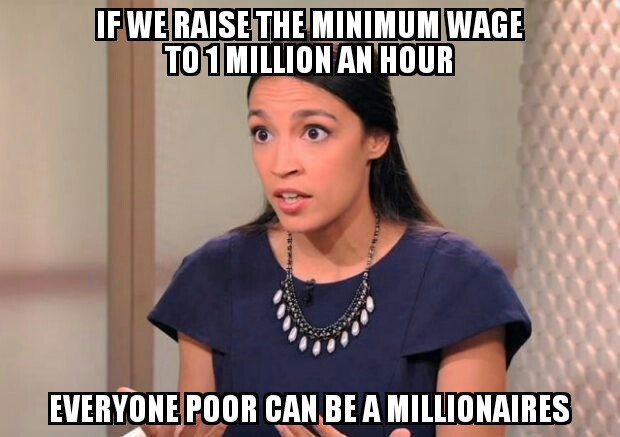 IF WE RAISE THE MINIMUM WAGE
TO 1 MILLION AN HOUR
EVERYONE POOR CAN BE A MILLIONAIRES